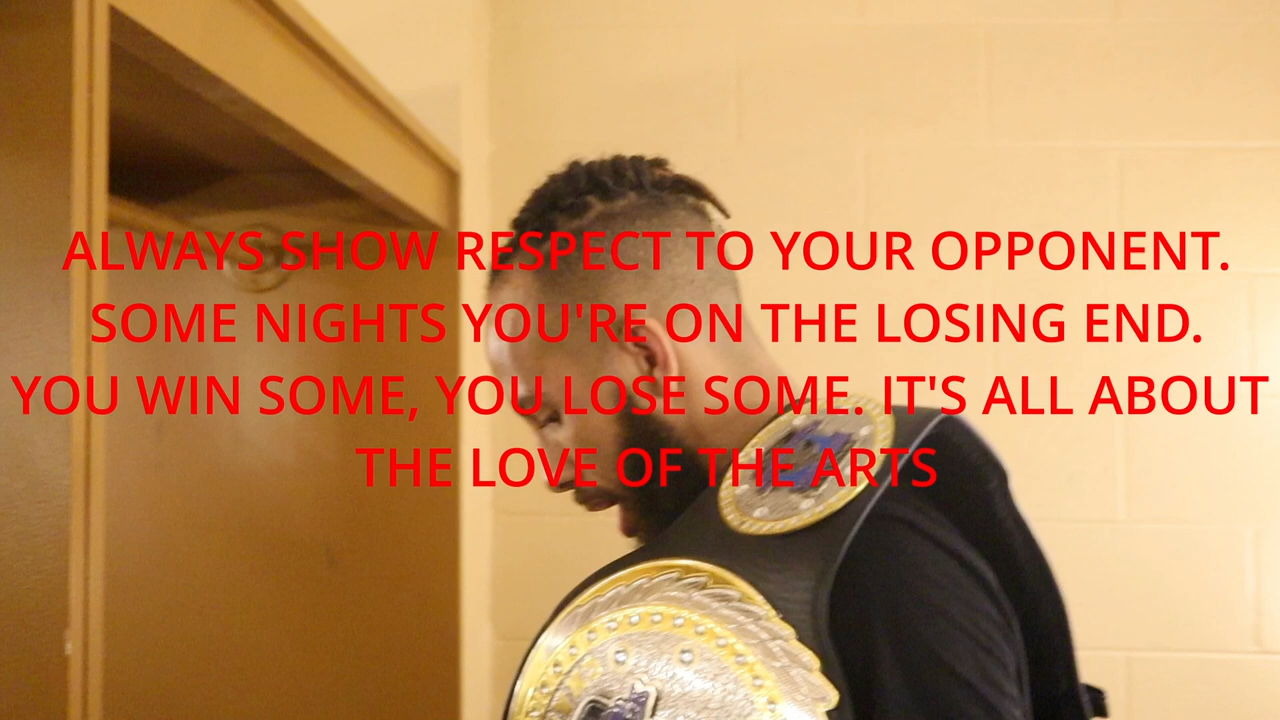 ALWAYS SHOW RESPECT TO YOUR OPPONENT.
SOME NIGHTS YOU'RE ON THE LOSING END.
YOU WIN SOME, YOU LOSE SOME. IT'S ALL ABOUT
THE LOVE OF THE ARTS